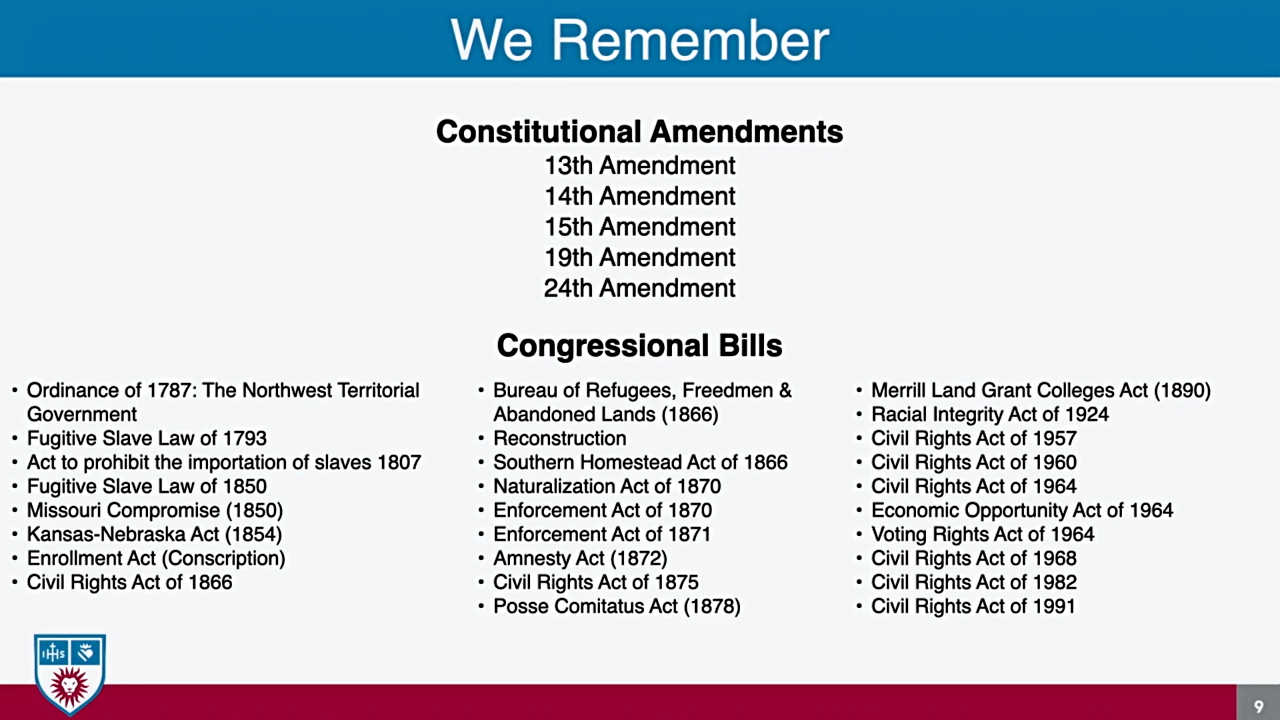 We Remember
Constitutional Amendments
13th Amendment
14th Amendment
15th Amendment
19th Amendment
24th Amendment
Congressional Bills
• Ordinance of 1787: The Northwest Territorial
Government
• Fugitive Slave Law of 1793
• Act to prohibit the importation of slaves 1807
• Fugitive Slave Law of 1850
• Missouri Compromise (1850)
• Kansas-Nebraska Act (1854)
• Enrollment Act (Conscription)
• Civil Rights Act of 1866
• Bureau of Refugees, Freedmen &
Abandoned Lands (1866)
• Reconstruction
• Southern Homestead Act of 1866
• Naturalization Act of 1870
• Enforcement Act of 1870
• Enforcement Act of 1871
• Amnesty Act (1872)
• Civil Rights Act of 1875
• Posse Comitatus Act (1878)
• Merrill Land Grant Colleges Act (1890)
• Racial Integrity Act of 1924
• Civil Rights Act of 1957
• Civil Rights Act of 1960
• Civil Rights Act of 1964
• Economic Opportunity Act of 1964
• Voting Rights Act of 1964
• Civil Rights Act of 1968
• Civil Rights Act of 1982
• Civil Rights Act of 1991
IHS
9